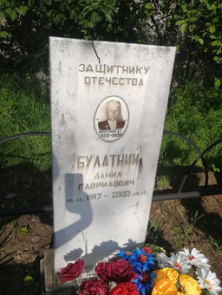 ЗАЩИТНИКУ
ОТЕЧЕСТВА
БУЛАТНИЙ
ДАНИЛ
ГАВРИЛОВИЧ
1917 - 2000